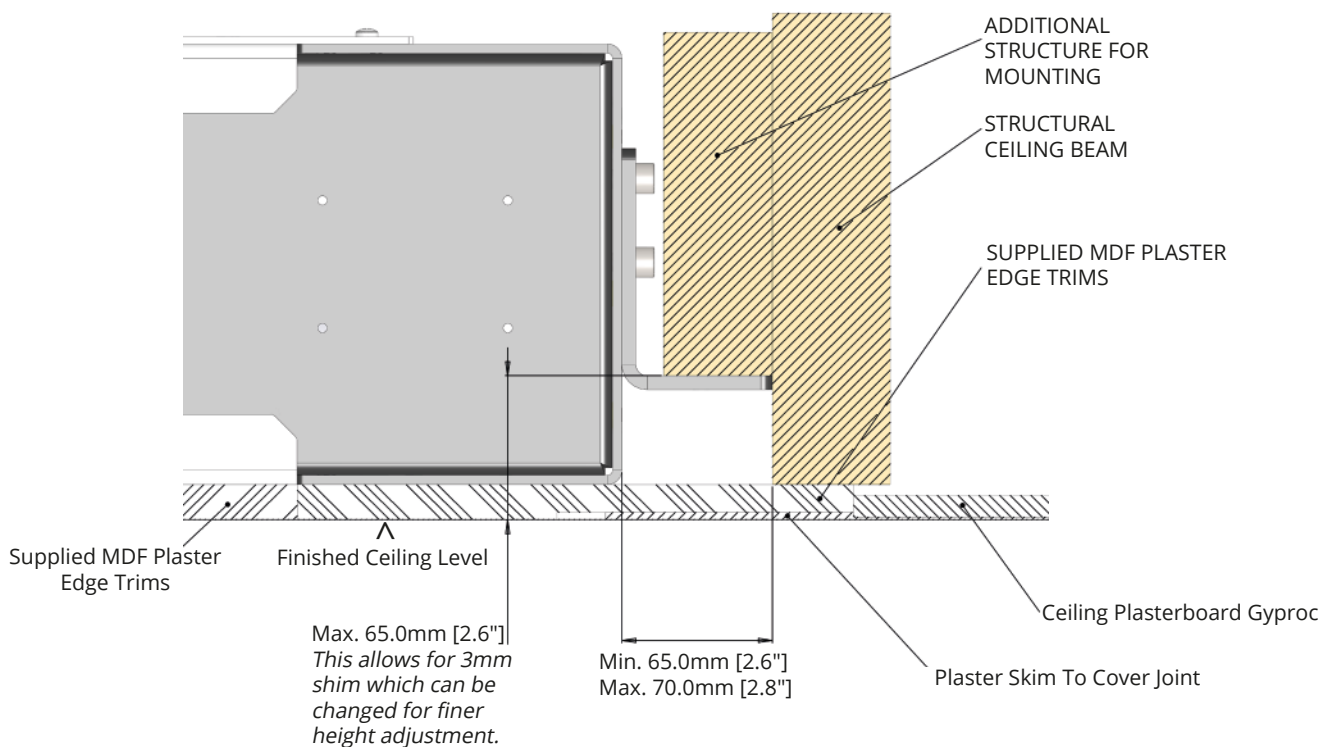 ADDITIONAL
STRUCTURE FOR
MOUNTING
STRUCTURAL
CEILING BEAM
SUPPLIED MDF PLASTER
EDGE TRIMS
Supplied MDF Plaster
Edge Trims
Finished Ceiling Level
Max. 65.0mm [2.6"]
This allows for 3mm
shim which can be
changed for finer
height adjustment.
Min. 65.0mm [2.6"]
Max. 70.0mm [2.8"]
Ceiling Plasterboard Gyproc
Plaster Skim To Cover Joint